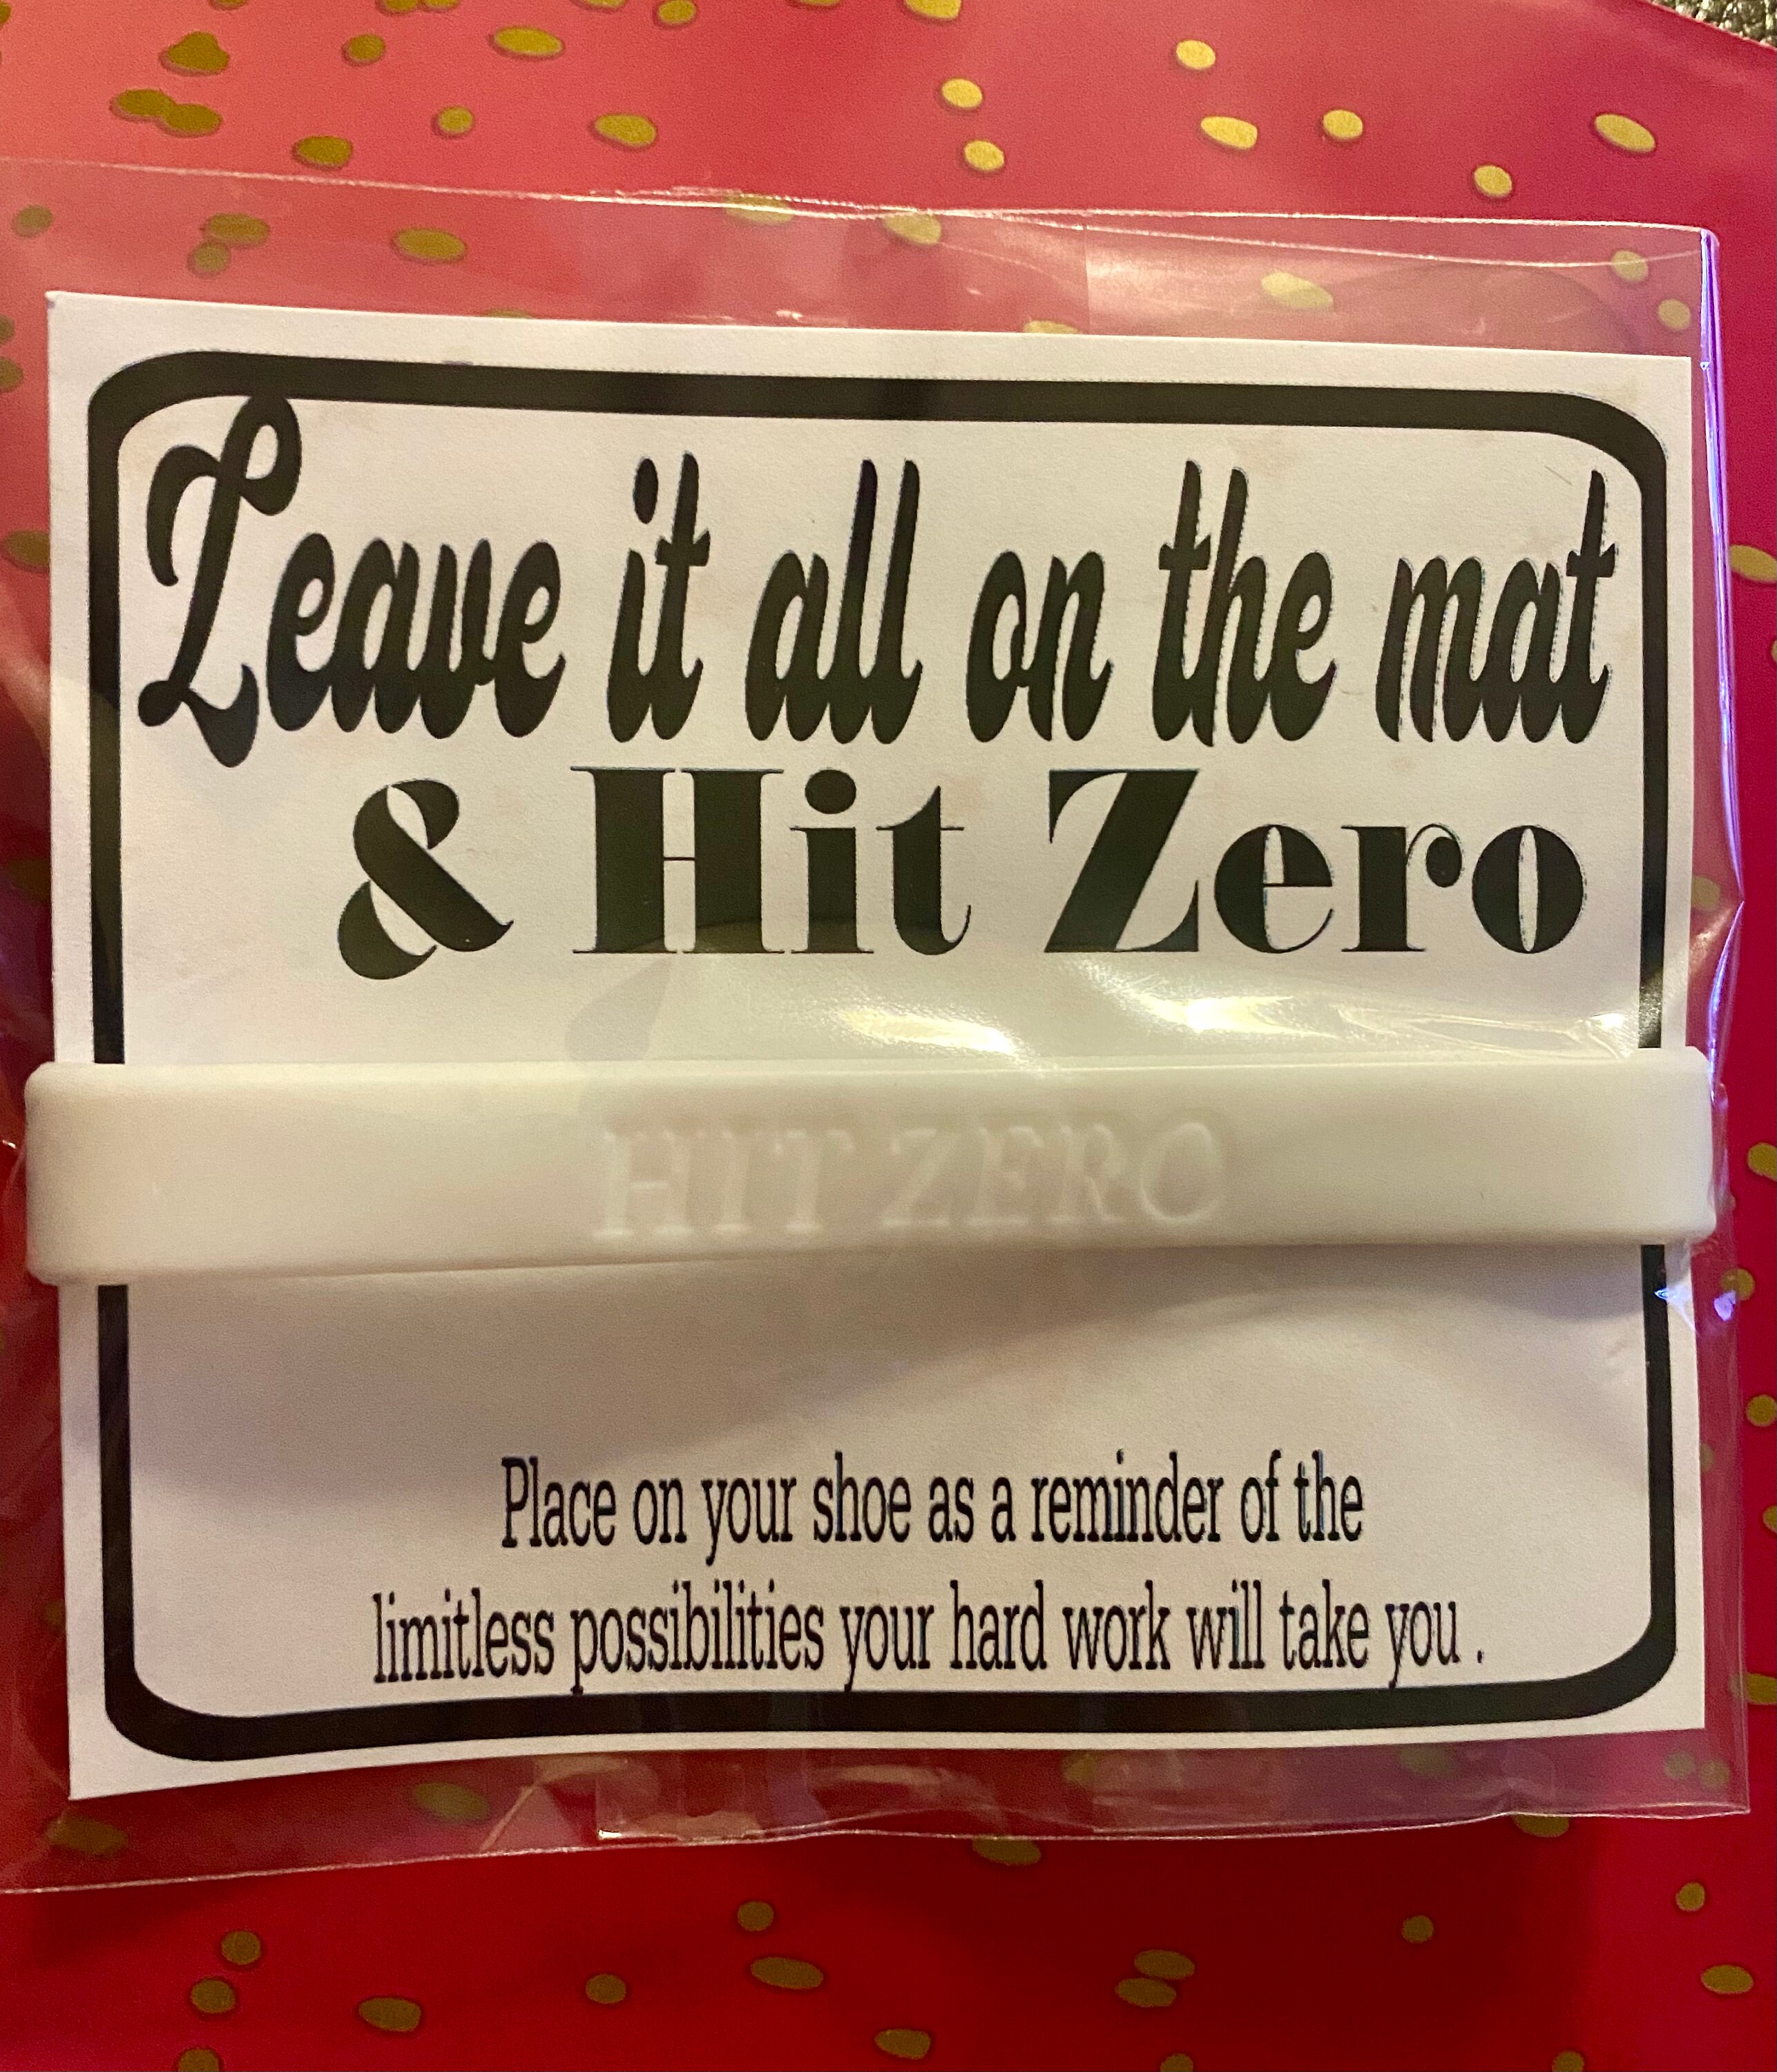 Leave it all on the mat
& Hit Zero
HIT ZERO
Place on your shoe as a reminder of the
limitless possibilities your hard work will take you .